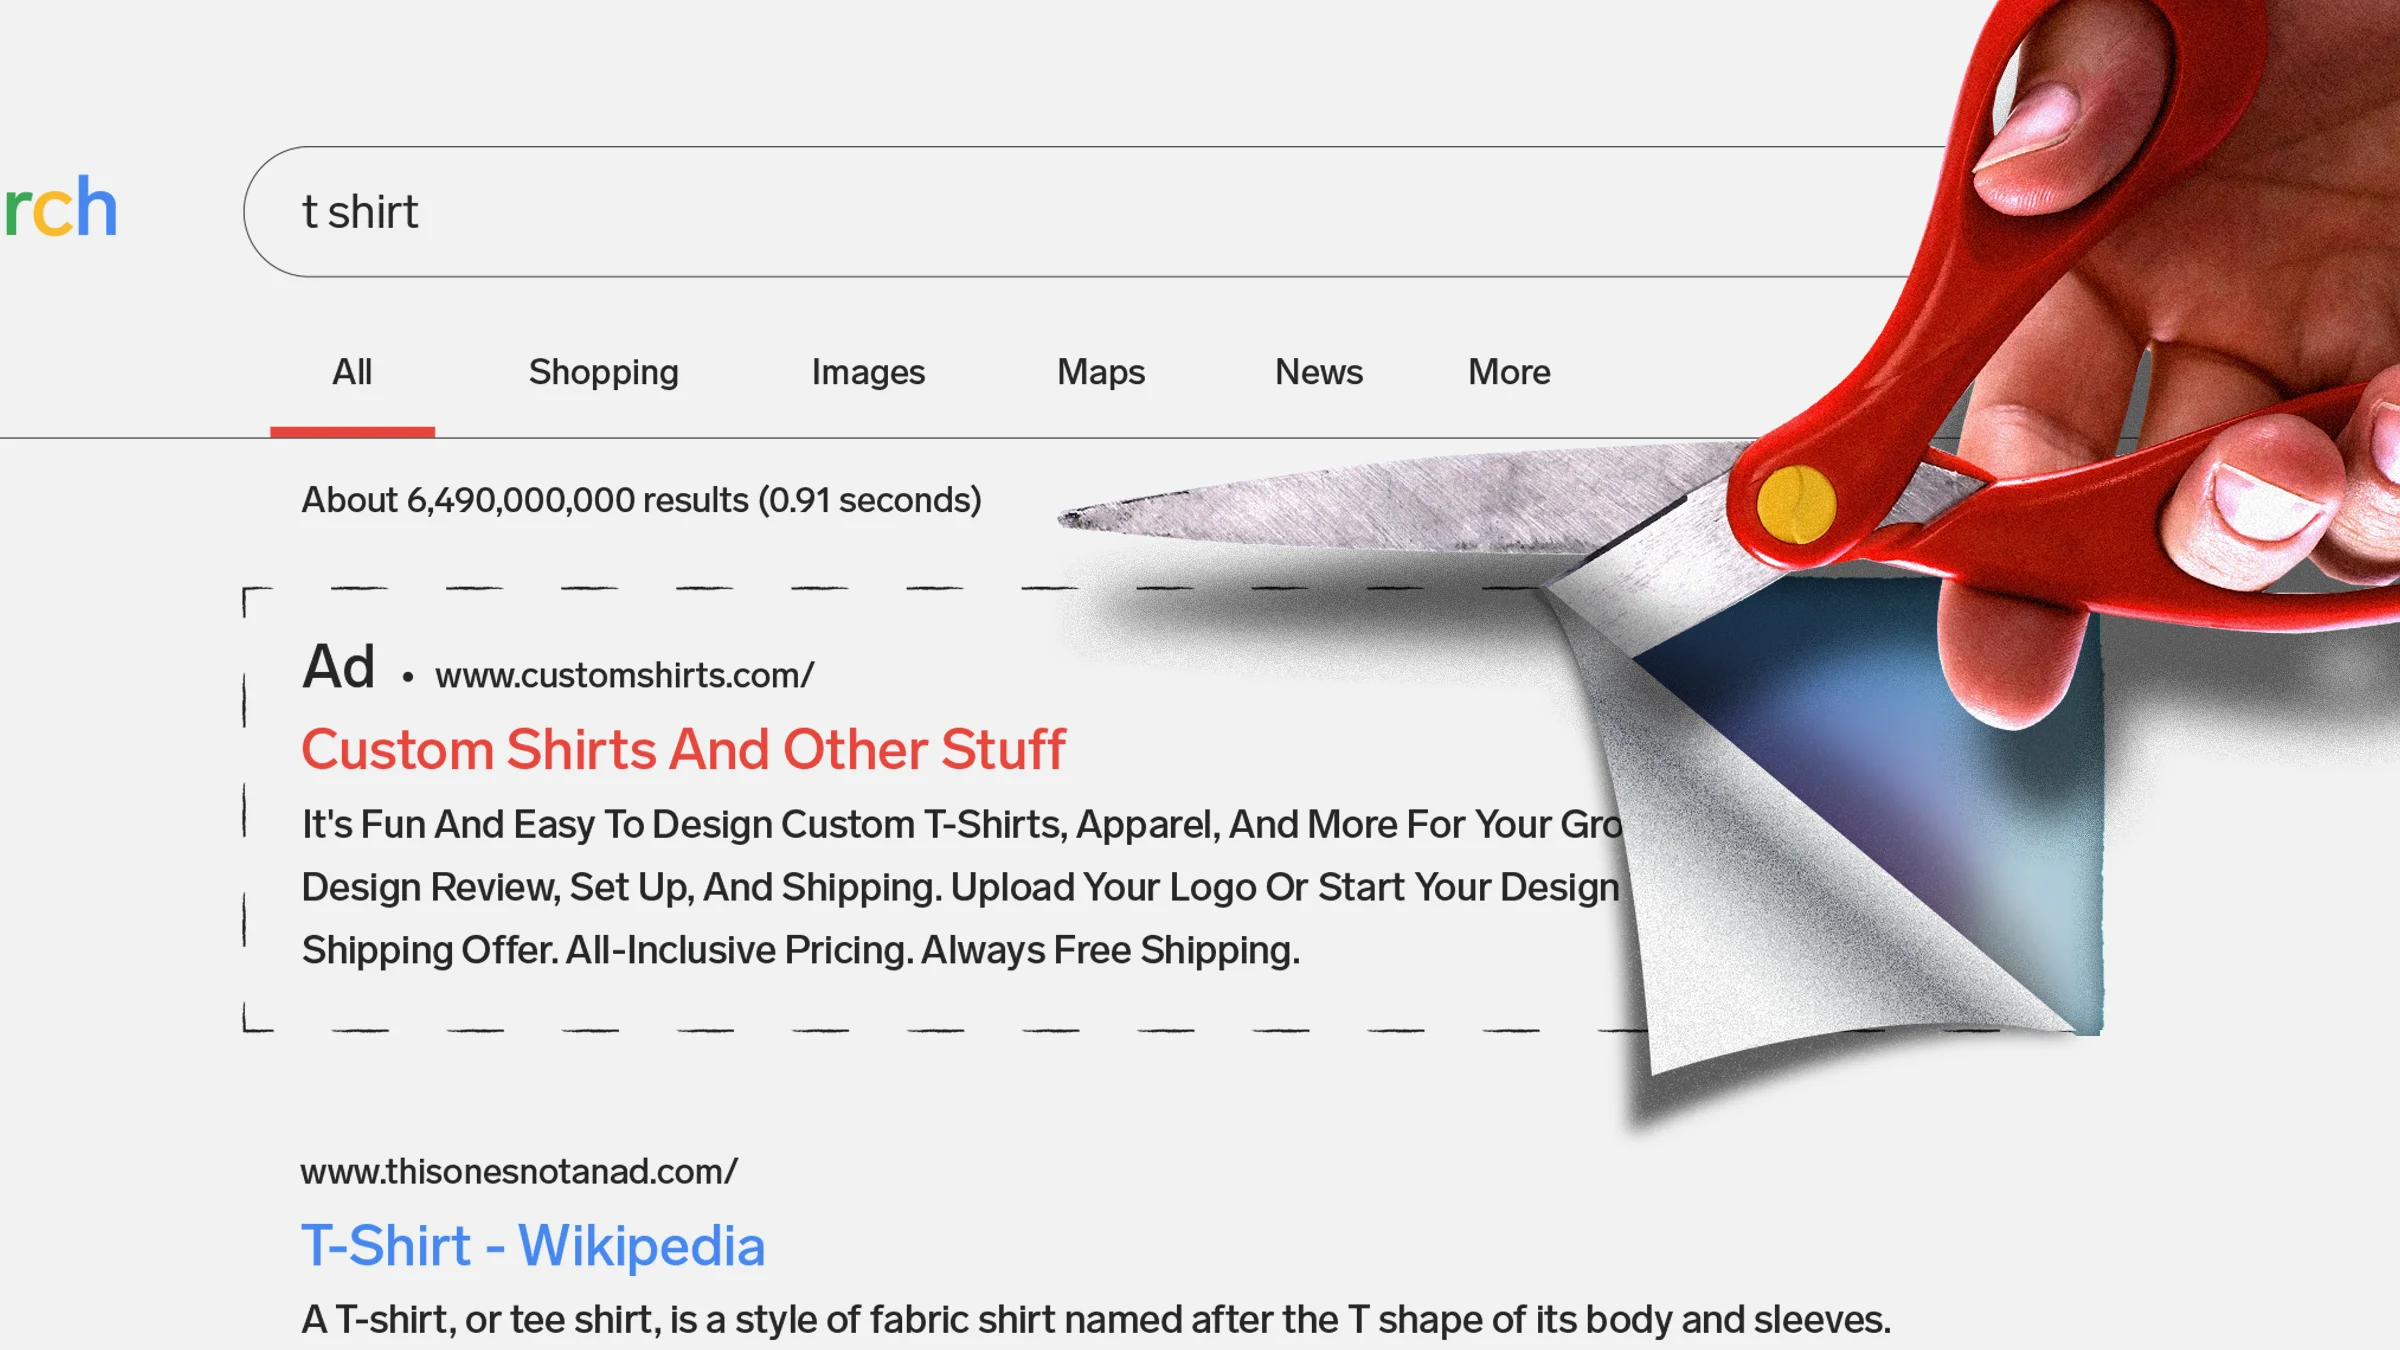 rch
t shirt
All Shopping Images Maps News More
About 6,490,000,000 results (0.91 seconds)
Ad • www.customshirts.com/
Custom Shirts And Other Stuff
It's Fun And Easy To Design Custom T-Shirts, Apparel, And More For Your Gro
Design Review, Set Up, And Shipping. Upload Your Logo Or Start Your Design
Shipping Offer. All-Inclusive Pricing. Always Free Shipping.
www.thisonesnotanad.com/
T-Shirt - Wikipedia
A T-shirt, or tee shirt, is a style of fabric shirt named after the T shape of its body and sleeves.